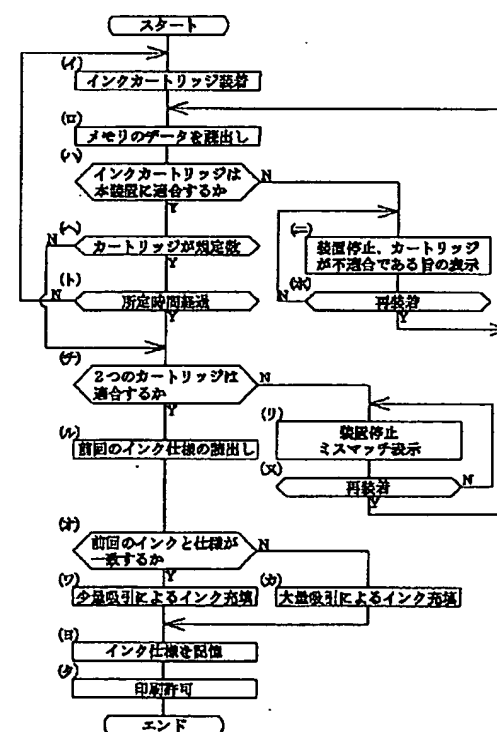 スタート
(イ)
インクカートリッジ装着
(ロ)
メモリのデータを読出し
(ハ)
インクカートリッジは
本装置に適合するか
N
Y
(ニ)
装置停止、カートリッジ
が不適合である旨の表示
(ホ)
再装着
N
Y
(ヘ)
カートリッジが規定数
N
Y
(ト)
所定時間経過
N
Y
(チ)
2つのカートリッジは
適合するか
N
Y
(リ)
装置停止
ミスマッチ表示
(ヌ)
再装着
N
Y
(ル)
前回のインク仕様の読出し
(オ)
前回のインクと仕様が
一致するか
N
Y
(ワ)
少量吸引によるインク充填
(カ)
大量吸引によるインク充填
(ヨ)
インク仕様を記憶
(タ)
印刷許可
エンド